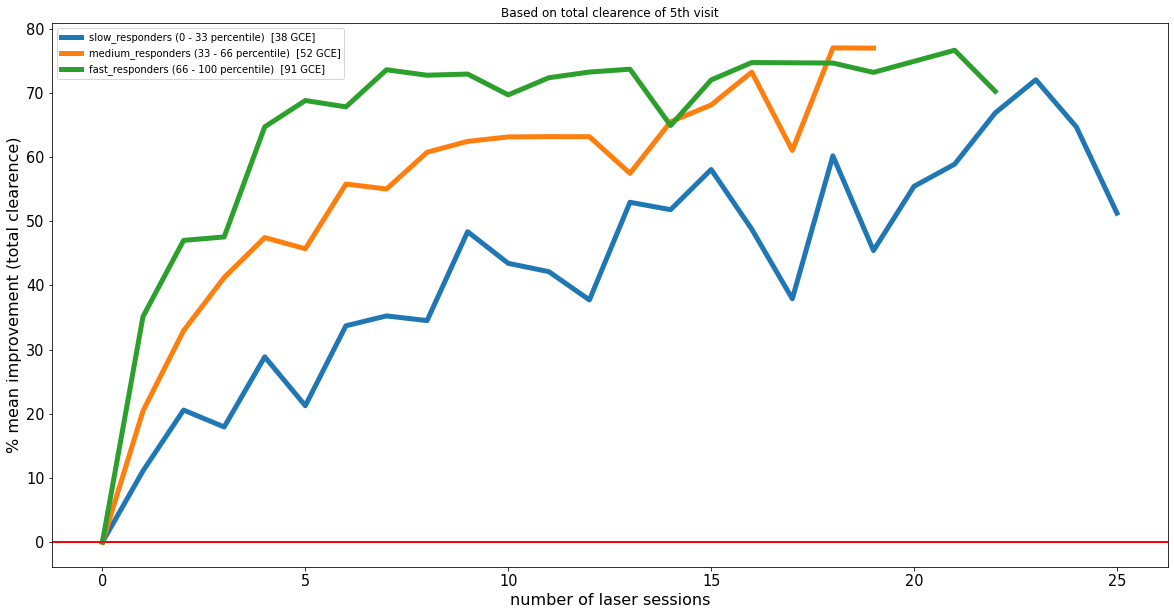 Based on total clearence of 5th visit
slow_responders (0 - 33 percentile)  [38 GCE]
medium_responders (33 - 66 percentile)  [52 GCE]
fast_responders (66 - 100 percentile)  [91 GCE]
% mean improvement (total clearence)
80
70
60
50
40
30
20
10
0
0 5 10 15 20 25
number of laser sessions